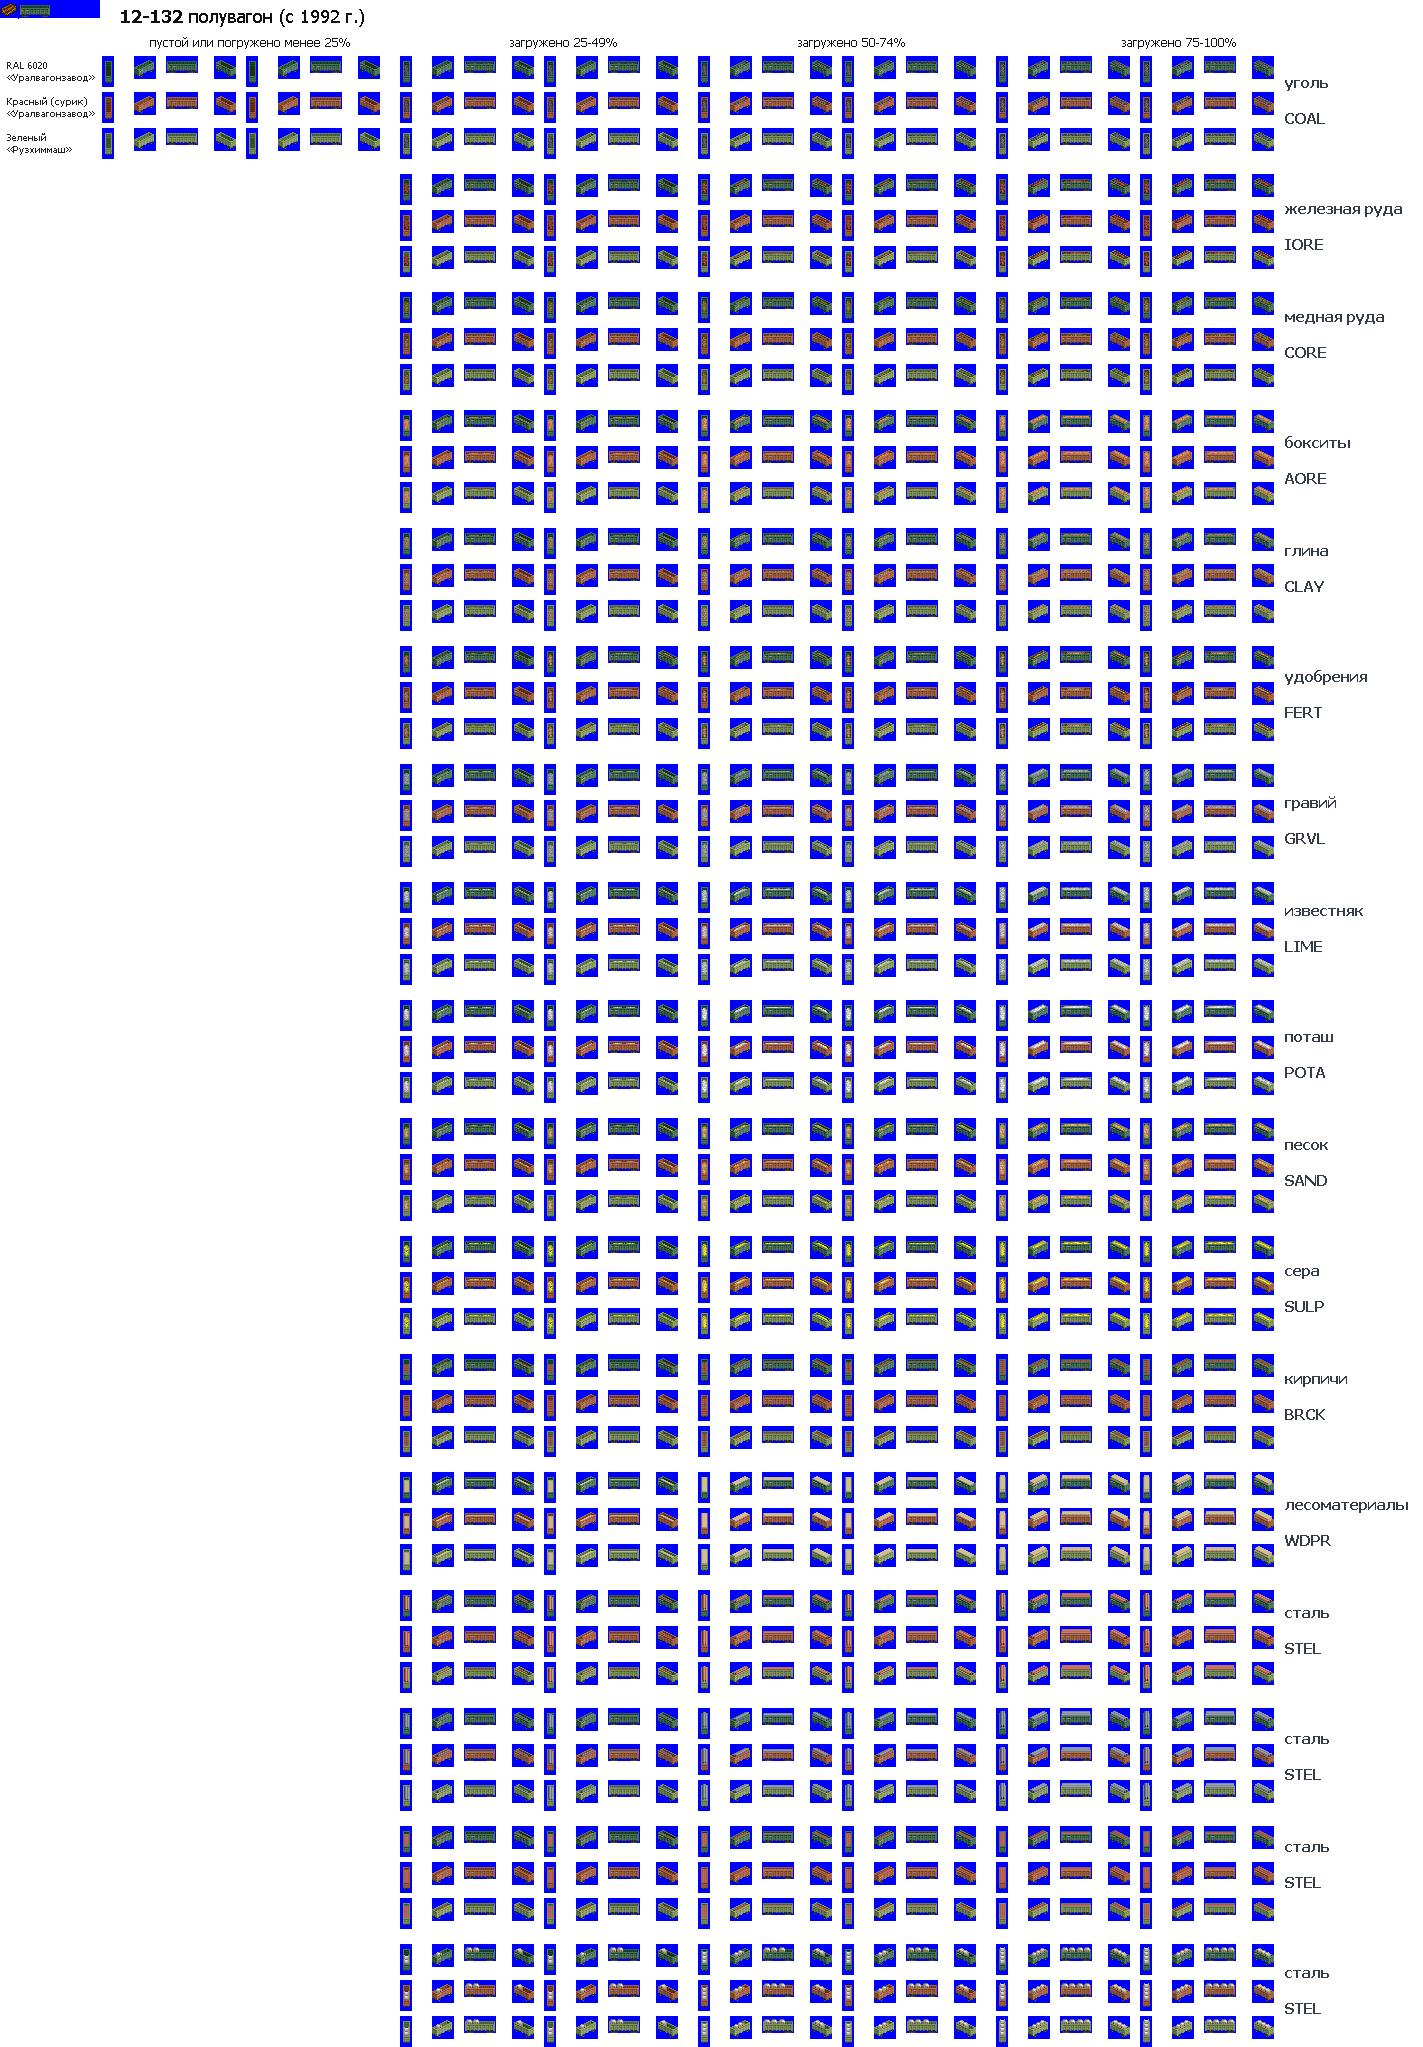 12-132 полувагон (с 1992 г.)
пустой или погружено менее 25%
загружено 25-49%
загружено 50-74%
загружено 75-100%
RAL 6020
«Уралвагонзавод»
Красный (сурик)
«Уралвагонзавод»
Зеленый
«Рузхиммаш»
уголь
COAL
железная руда
IORE
медная руда
CORE
бокситы
AORE
глина
CLAY
удобрения
FERT
гравий
GRVL
известняк
LIME
поташ
POTA
песок
SAND
сера
SULP
кирпичи
BRCK
лесоматериалы
WDPR
сталь
STEL
сталь
STEL
сталь
STEL
сталь
STEL